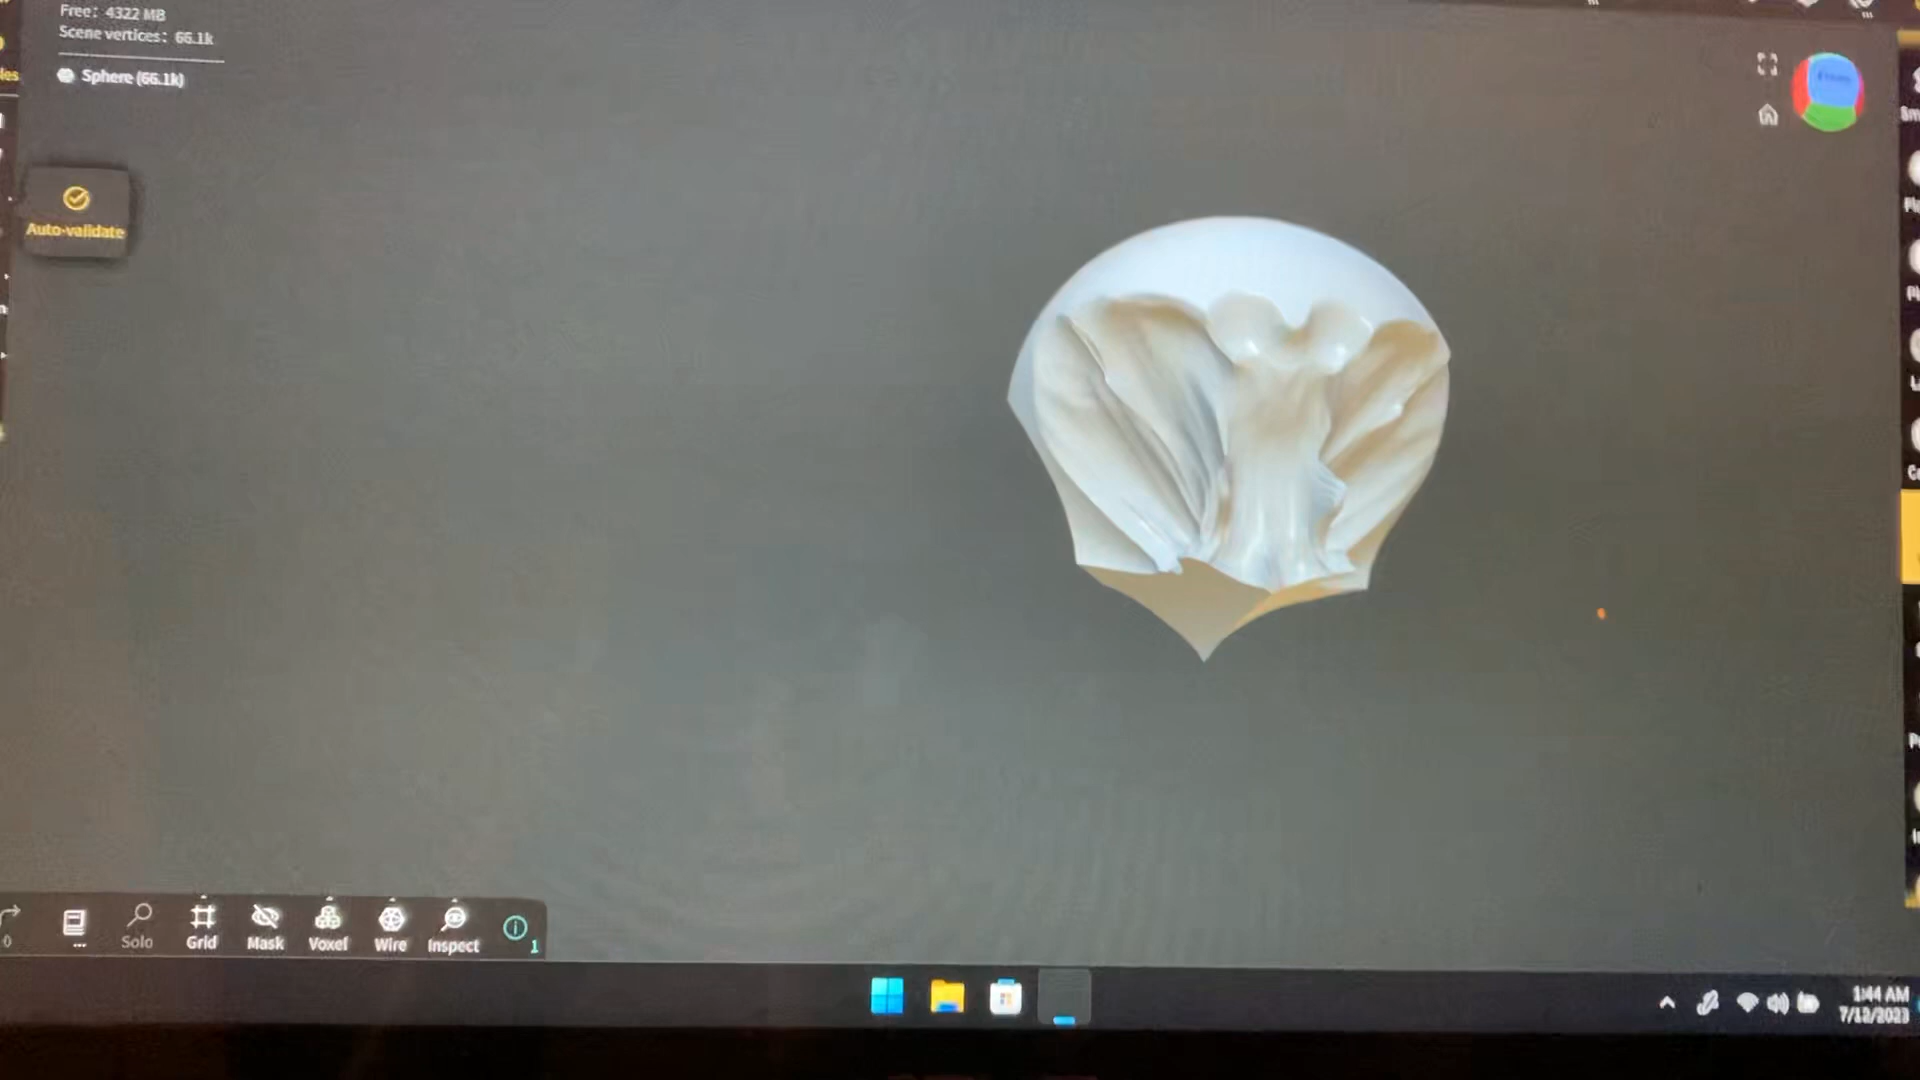 Free: 4322 MB
Scene vertices: 66.1k
Sphere (66.1k)
Auto-validate
0
...
Solo
Grid
Mask
Voxel
Wire
Inspect
1
1:44 AM
7/12/2023